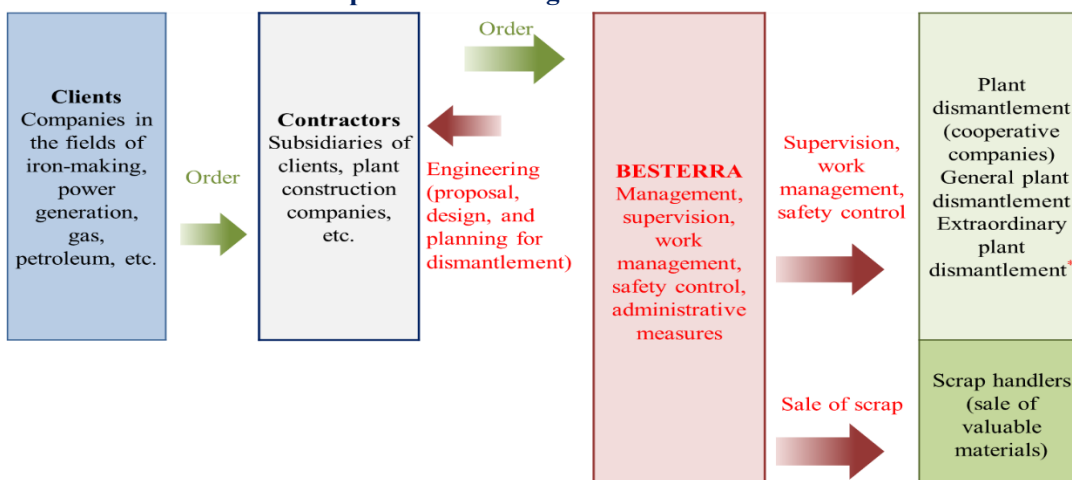 Clients
Companies in
the fields of
iron-making,
power
generation,
gas,
petroleum, etc.
Order
Contractors
Subsidiaries of
clients, plant
construction
companies,
etc.
Order
Engineering
(proposal,
design, and
planning for
dismantlement)
BESTERRA
Management,
supervision,
work
management,
safety control,
administrative
measures
Supervision,
work
management,
safety control
Sale of scrap
Plant
dismantlement
(cooperative
companies)
General plant
dismantlement
Extraordinary
plant
dismantlement*
Scrap handlers
(sale of
valuable
materials)